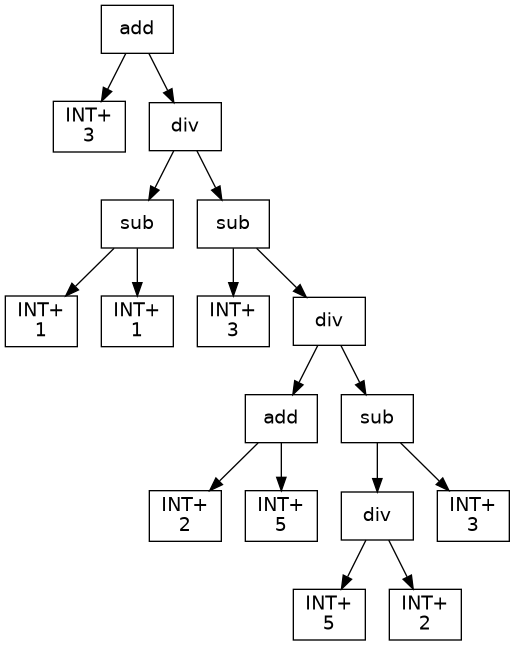 add
INT+
3
div
sub
sub
INT+
1
INT+
1
INT+
3
div
add
sub
INT+
2
INT+
5
div
INT+
3
INT+
5
INT+
2